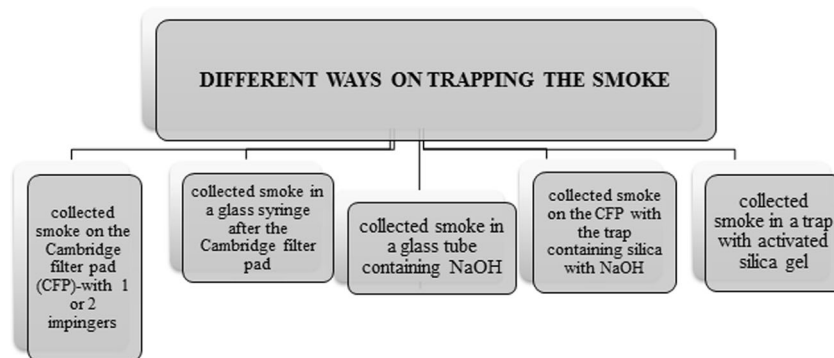 DIFFERENT WAYS ON TRAPPING THE SMOKE
collected
smoke on the
Cambridge
filter pad
(CFP)-with 1
or 2
impingers
collected smoke in
a glass syringe
after the
Cambridge filter
pad
collected smoke in
a glass tube
containing NaOH
collected smoke
on the CFP with
the trap
containing silica
with NaOH
collected
smoke in a trap
with activated
silica gel